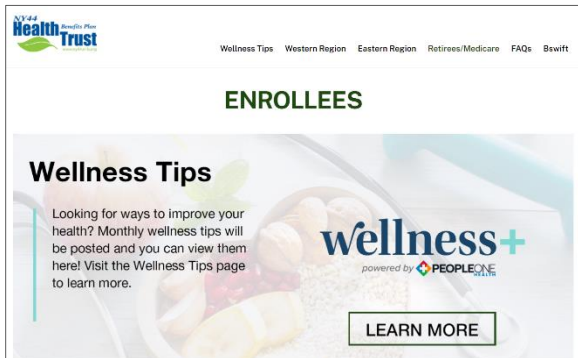 NY44
Health Benefits Plan
Trust
Wellness Tips Western Region Eastern Region Retirees/Medicare FAQs Bswift
ENROLLEES
Wellness Tips
Looking for ways to improve your
health? Monthly wellness tips will
be posted and you can view them
here! Visit the Wellness Tips page
to learn more.
wellness+
powered by PEOPLEONE
HEALTH
LEARN MORE